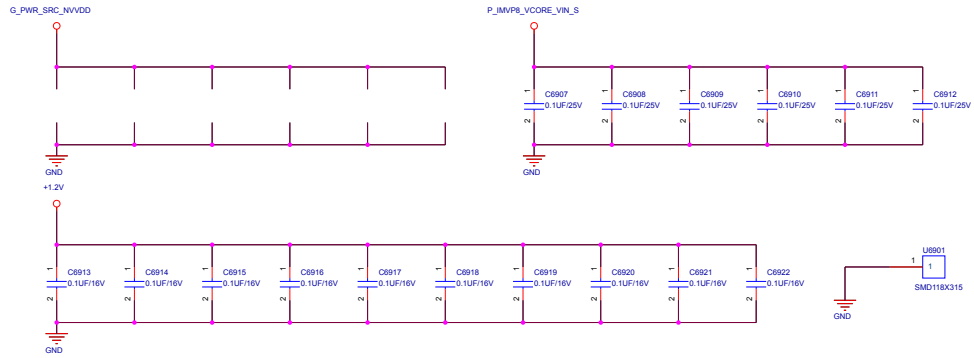 G_PWR_SRC_NVVDD
P_IMVP8_VCORE_VIN_S
1 C6907 1 C6908 1 C6909 1 C6910 1 C6911 1 C6912
0.1UF/25V 0.1UF/25V 0.1UF/25V 0.1UF/25V 0.1UF/25V 0.1UF/25V
2 2 2 2 2 2
GND GND
+1.2V
U6901
1 1
SMD118X315
GND
1 C6913 1 C6914 1 C6915 1 C6916 1 C6917 1 C6918 1 C6919 1 C6920 1 C6921 1 C6922
0.1UF/16V 0.1UF/16V 0.1UF/16V 0.1UF/16V 0.1UF/16V 0.1UF/16V 0.1UF/16V 0.1UF/16V 0.1UF/16V 0.1UF/16V
2 2 2 2 2 2 2 2 2 2
GND